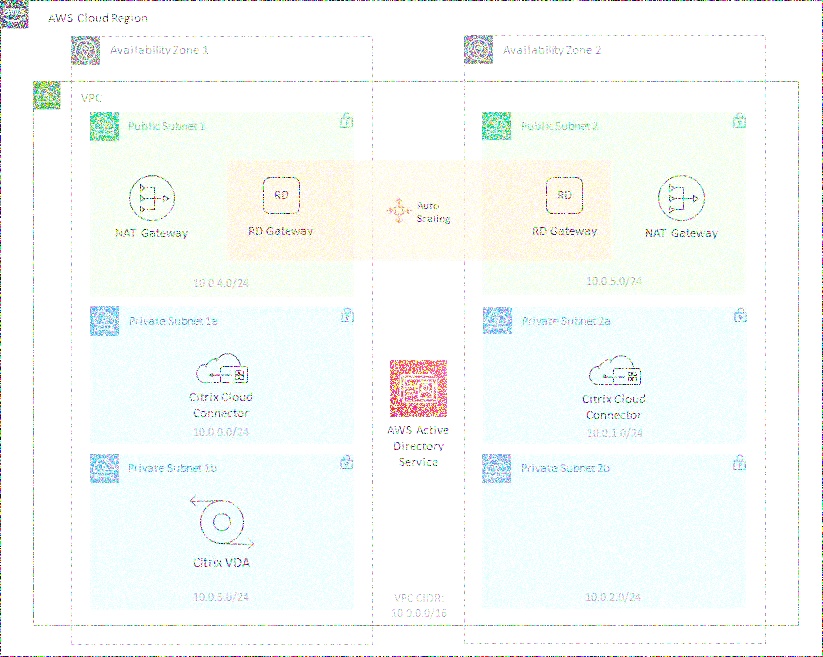 AWS Cloud Region
Availability Zone 1
Availability Zone 2
VPC
Public Subnet 1
Public Subnet 2
NAT Gateway
RD
RD Gateway
Auto
Scaling
RD
RD Gateway
NAT Gateway
10.0.4.0/24
10.0.5.0/24
Private Subnet 1a
Private Subnet 2a
Citrix Cloud
Connector
10.0.0.0/24
AWS Active
Directory
Service
Citrix Cloud
Connector
10.0.1.0/24
Private Subnet 1b
Private Subnet 2b
Citrix VDA
10.0.3.0/24
VPC CIDR:
10.0.0.0/16
10.0.2.0/24